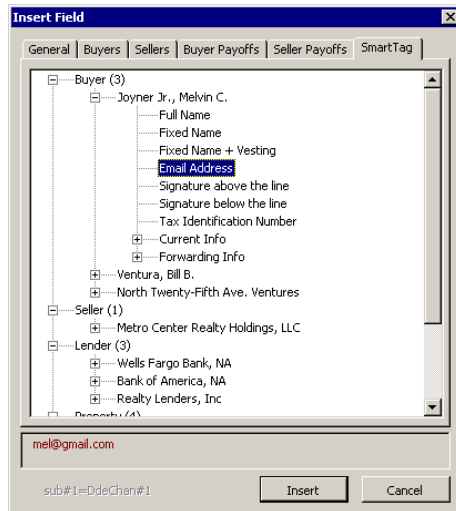 Insert Field
General Buyers Sellers Buyer Payoffs Seller Payoffs SmartTag
Buyer (3)
Joyner Jr., Melvin C.
Full Name
Fixed Name
Fixed Name + Vesting
Email Address
Signature above the line
Signature below the line
Tax Identification Number
Current Info
Forwarding Info
Ventura, Bill B.
North Twenty-Fifth Ave. Ventures
Seller (1)
Metro Center Realty Holdings, LLC
Lender (3)
Wells Fargo Bank, NA
Bank of America, NA
Realty Lenders, Inc
Property (4)
mel@gmail.com
sub#1=DdeChan#1 Insert Cancel